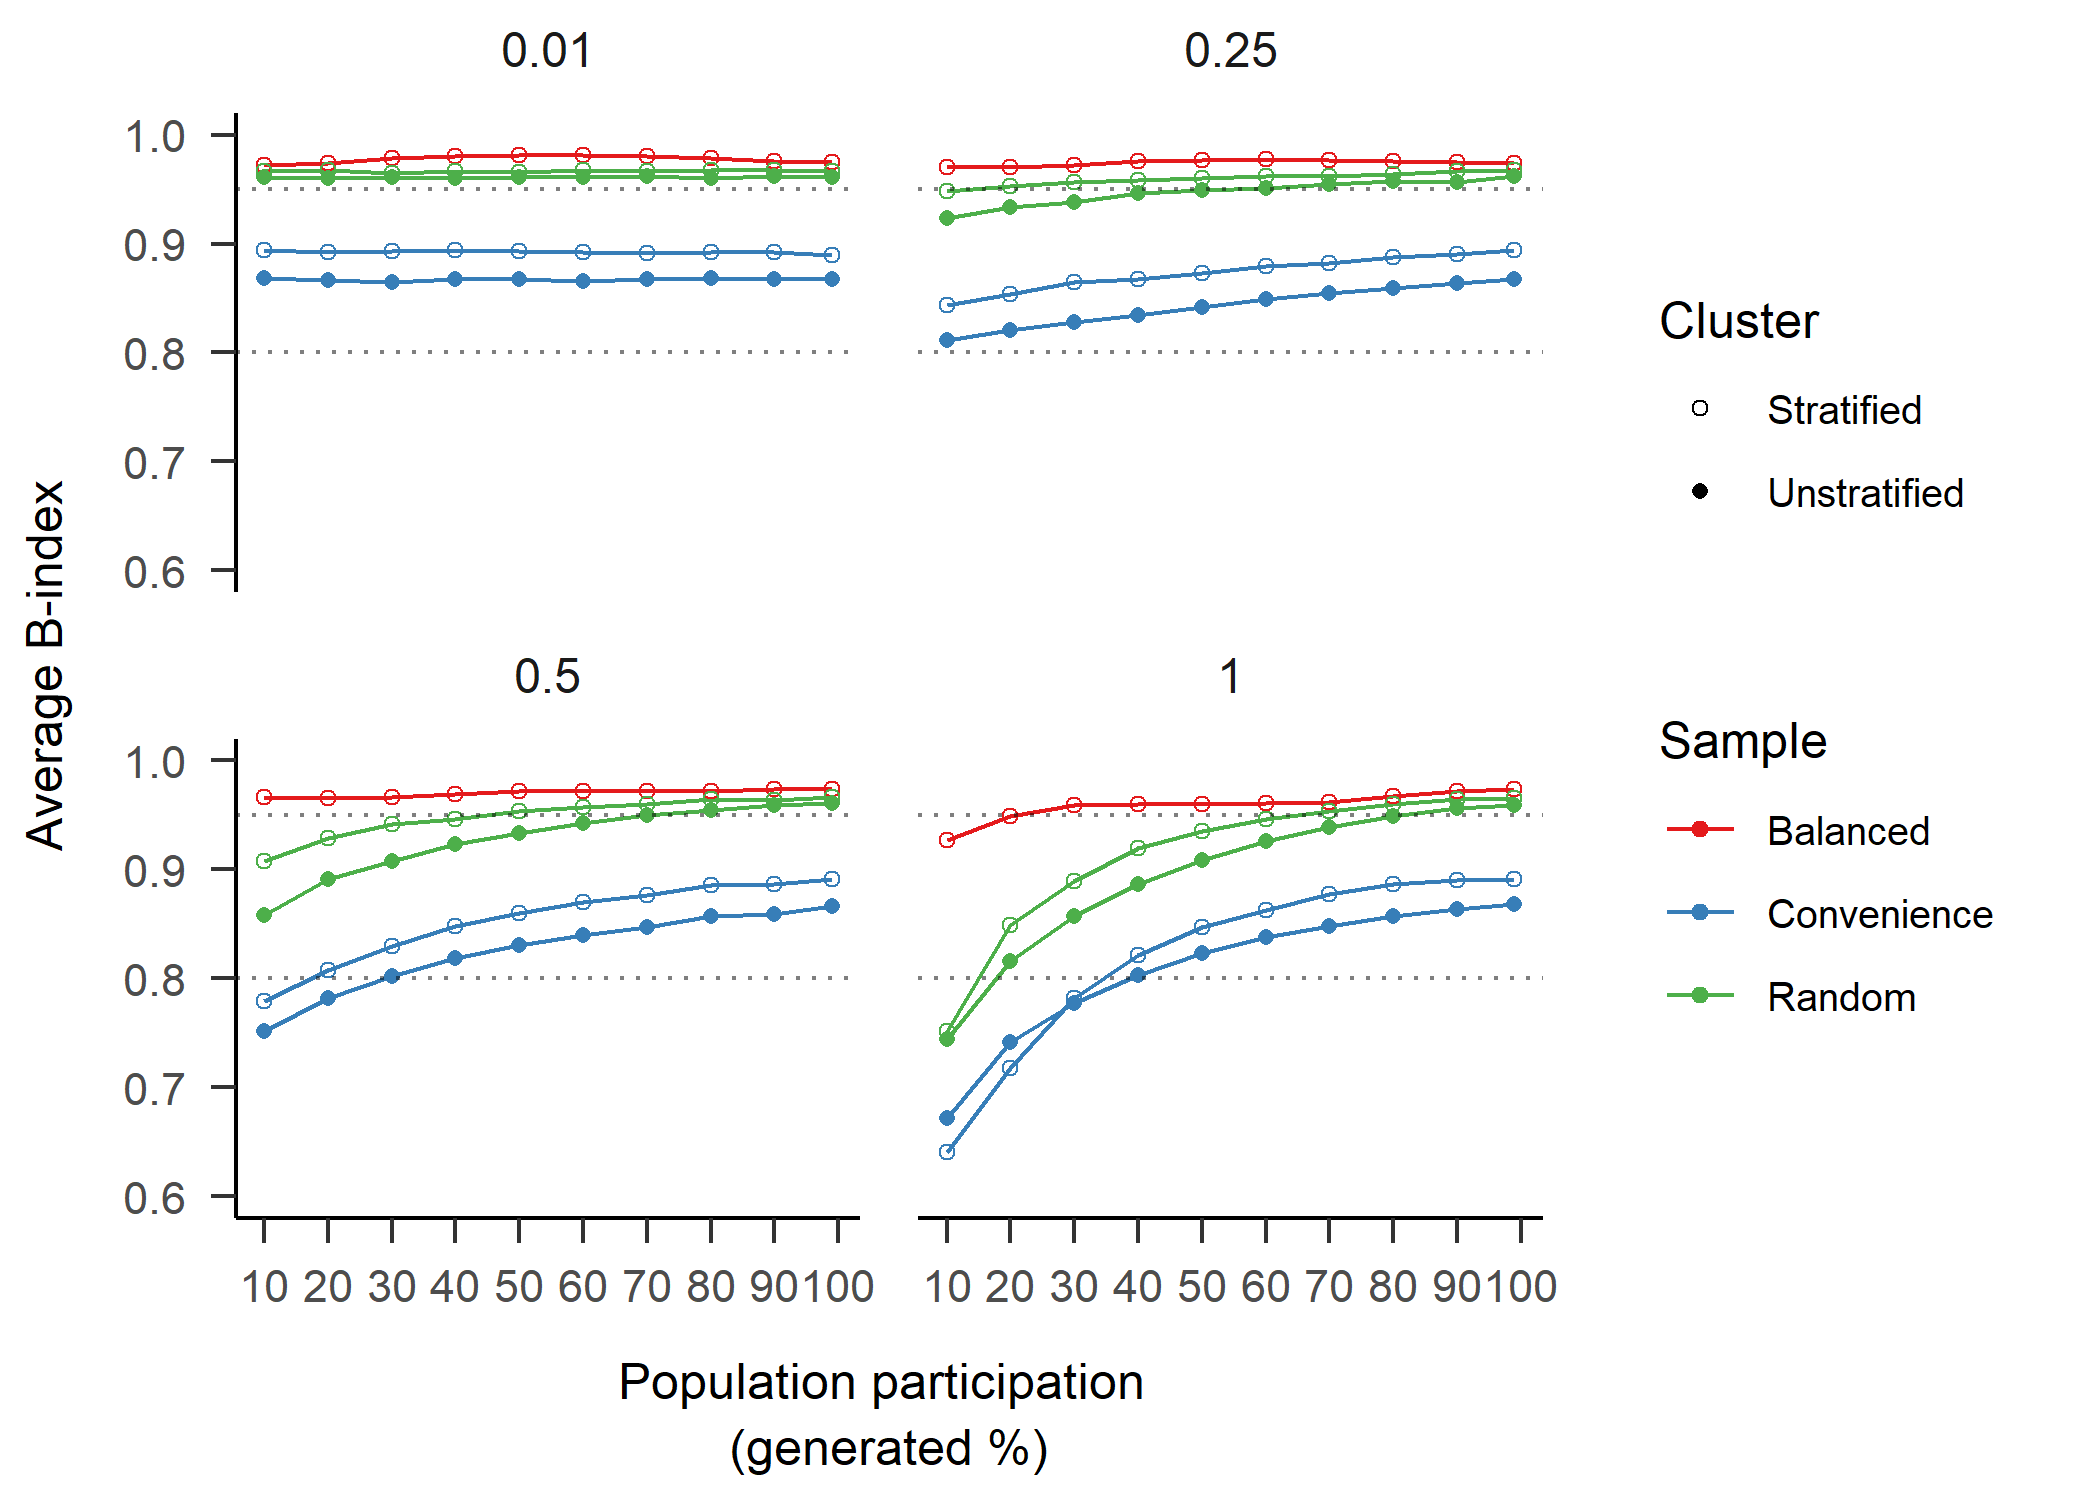 0.01
0.25
1.0
0.9
0.8
0.7
0.6
Average B-index
0.5
1
1.0
0.9
0.8
0.7
0.6
10 20 30 40 50 60 70 80 90 100
10 20 30 40 50 60 70 80 90 100
Population participation
(generated %)
Cluster
Stratified
Unstratified
Sample
Balanced
Convenience
Random